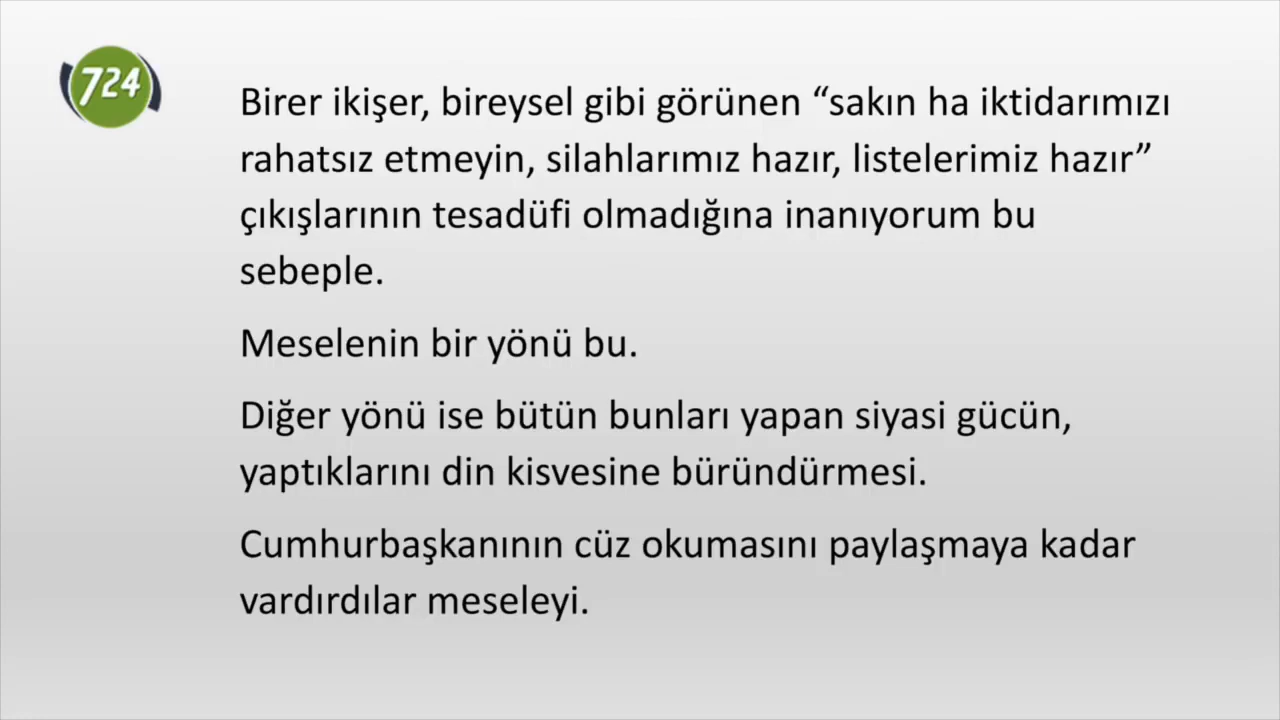 724
Birer ikişer, bireysel gibi görünen “sakın ha iktidarımızı
rahatsız etmeyin, silahlarımız hazır, listelerimiz hazır”
çıkışlarının tesadüfi olmadığına inanıyorum bu
sebeple.
Meselenin bir yönü bu.
Diğer yönü ise bütün bunları yapan siyasi gücün,
yaptıklarını din kisvesine büründürmesi.
Cumhurbaşkanının cüz okumasını paylaşmaya kadar
vardırdılar meseleyi.